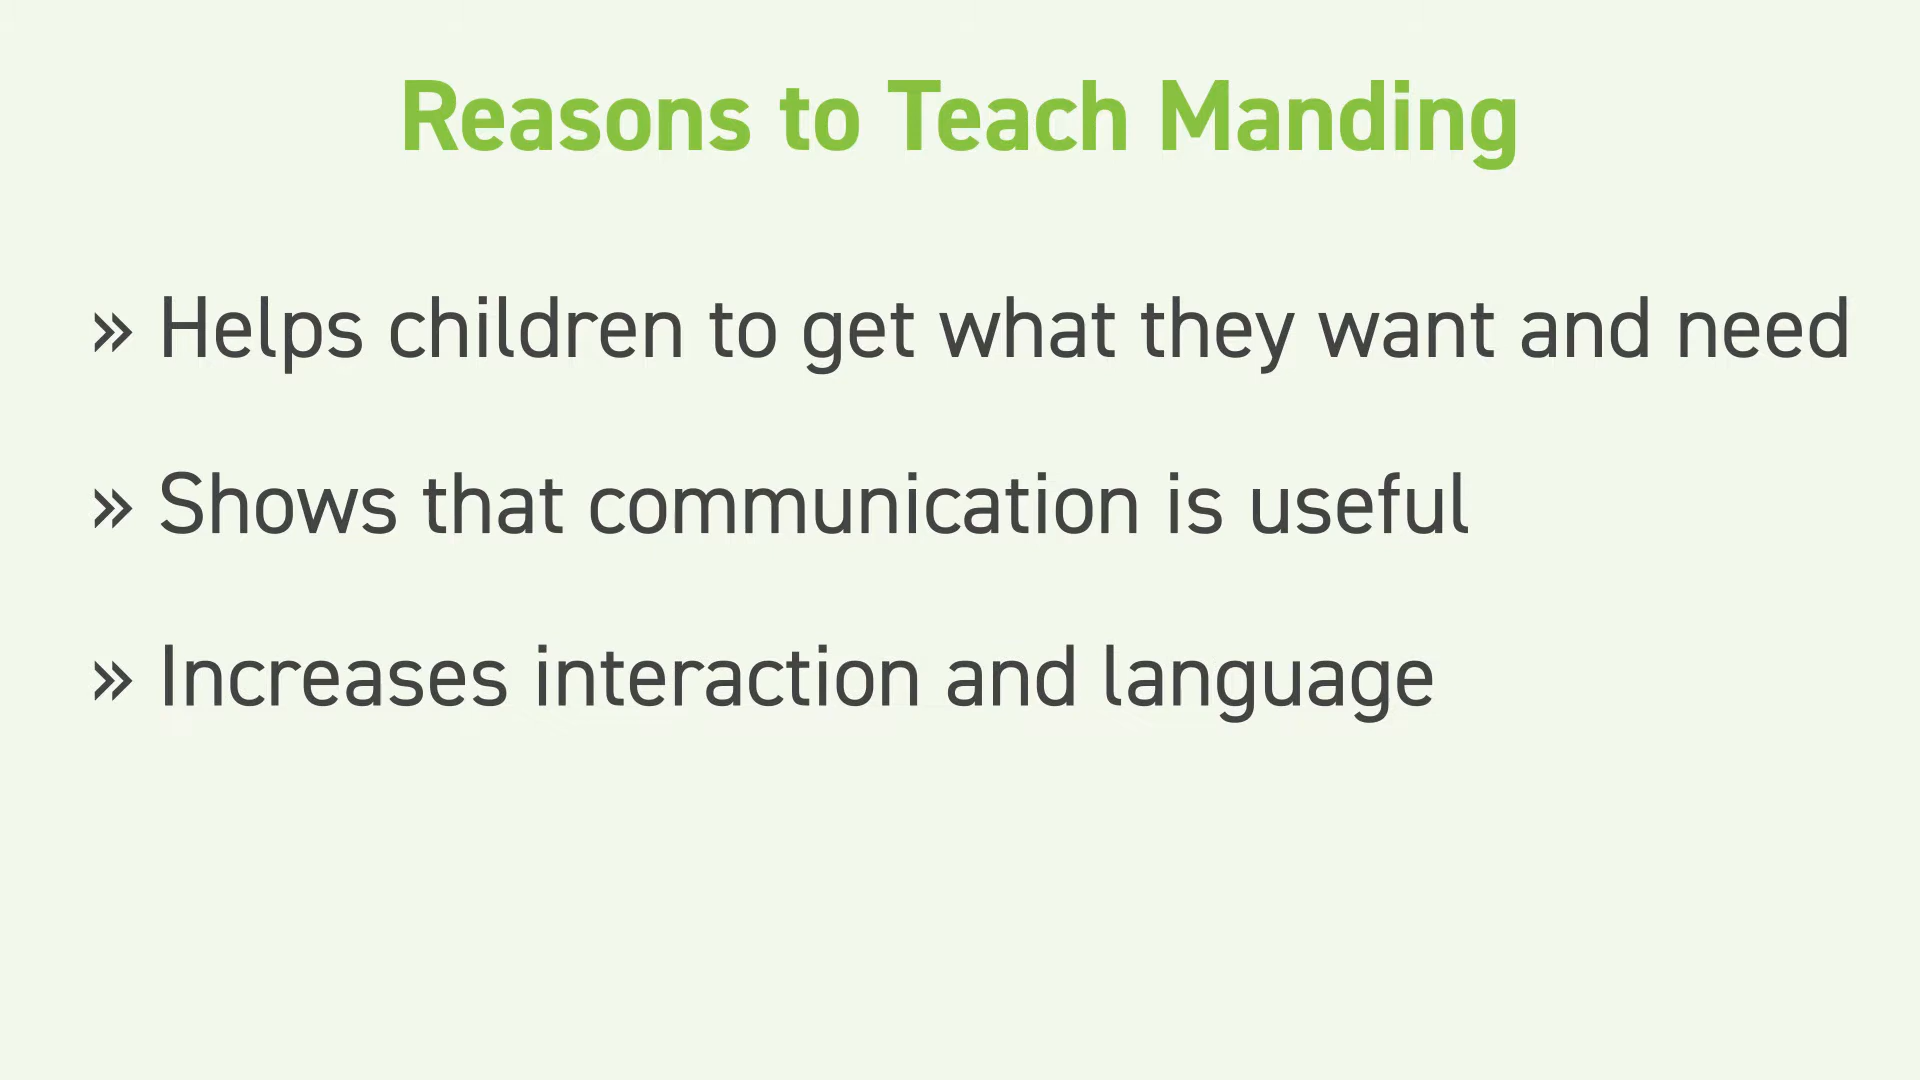 Reasons to Teach Manding
» Helps children to get what they want and need
» Shows that communication is useful
» Increases interaction and language